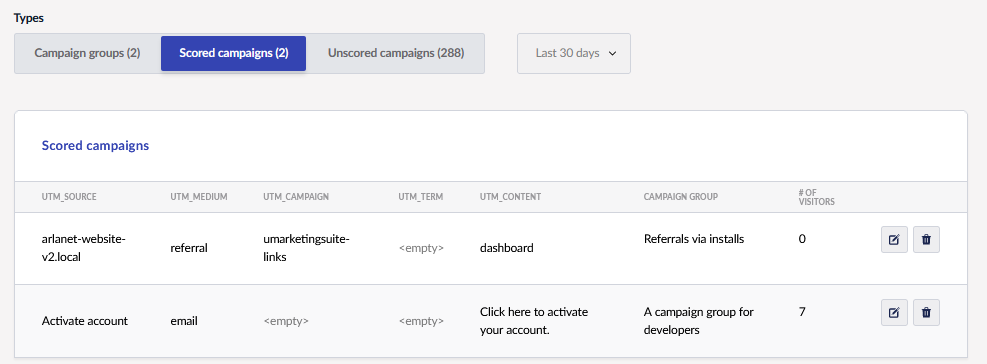 Types
Campaign groups (2) Scored campaigns (2) Unscored campaigns (288) Last 30 days
Scored campaigns
UTM_SOURCE UTM_MEDIUM UTM_CAMPAIGN UTM_TERM UTM_CONTENT CAMPAIGN GROUP # OF VISITORS
arlanet-website-v2.local referral umarketingsuite-links <empty> dashboard Referrals via installs 0
Activate account email <empty> <empty> Click here to activate your account. A campaign group for developers 7